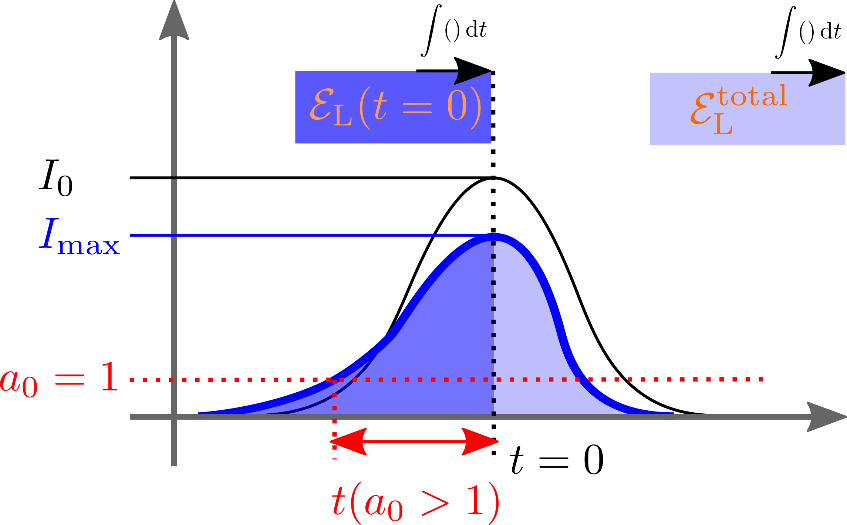 ∫() dt
∫() dt
ℰ_L(t = 0)
ℰ_L^total
I_0
I_max
a_0 = 1
t = 0
t(a_0 > 1)